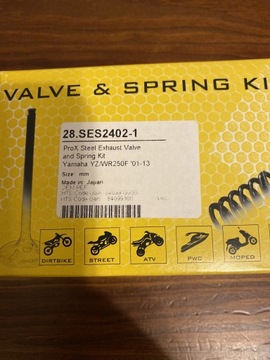 VALVE & SPRING KI
28.SES2402-1
ProX Steel Exhaust Valve
and Spring Kit
Yamaha YZ/WR250F '01-13
Size: mm
Made in: Japan
DIRTBIKE
STREET
ATV
PWC
MOPED